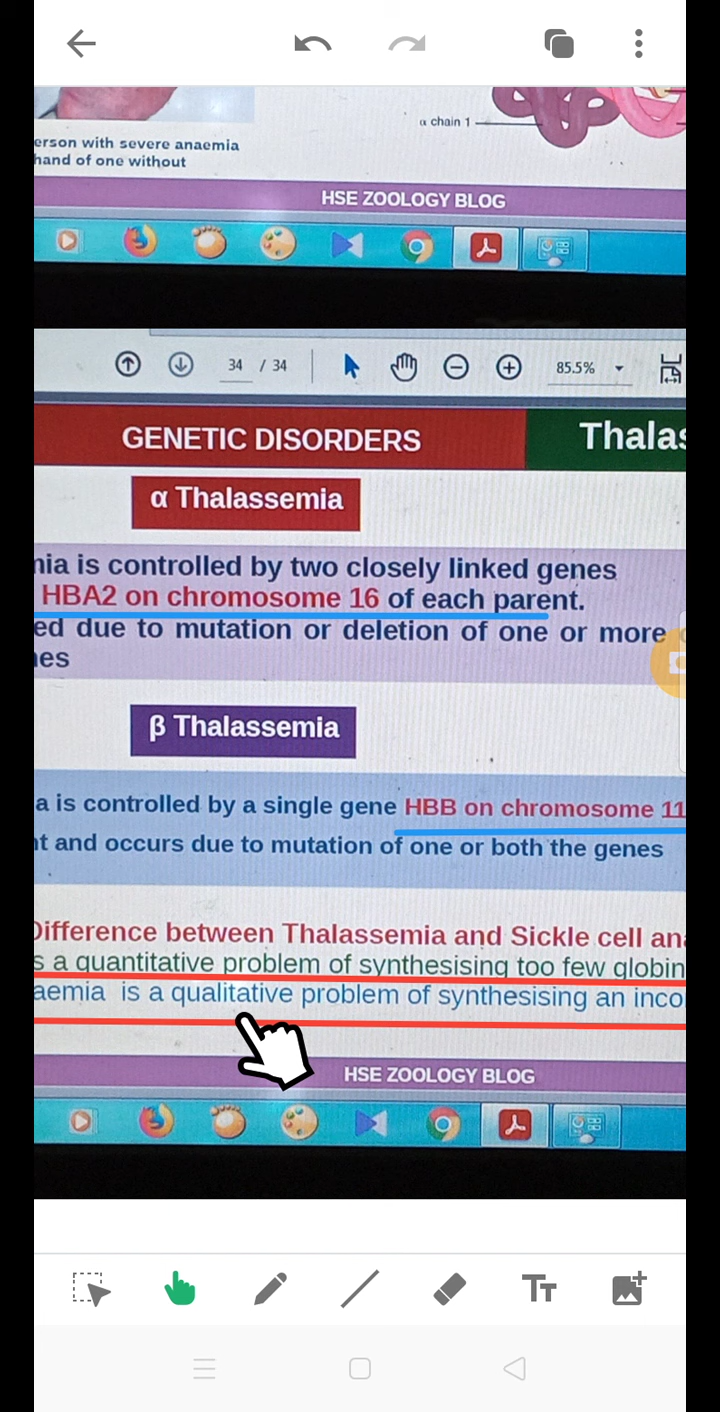 α chain 1
erson with severe anaemia
hand of one without
HSE ZOOLOGY BLOG
34 / 34
85.5%
GENETIC DISORDERS
Thalas
α Thalassemia
nia is controlled by two closely linked genes
HBA2 on chromosome 16 of each parent.
ed due to mutation or deletion of one or more
es
β Thalassemia
a is controlled by a single gene HBB on chromosome 11
nt and occurs due to mutation of one or both the genes
Difference between Thalassemia and Sickle cell ana
s a quantitative problem of synthesising too few globin
aemia is a qualitative problem of synthesising an inco
HSE ZOOLOGY BLOG
Tт